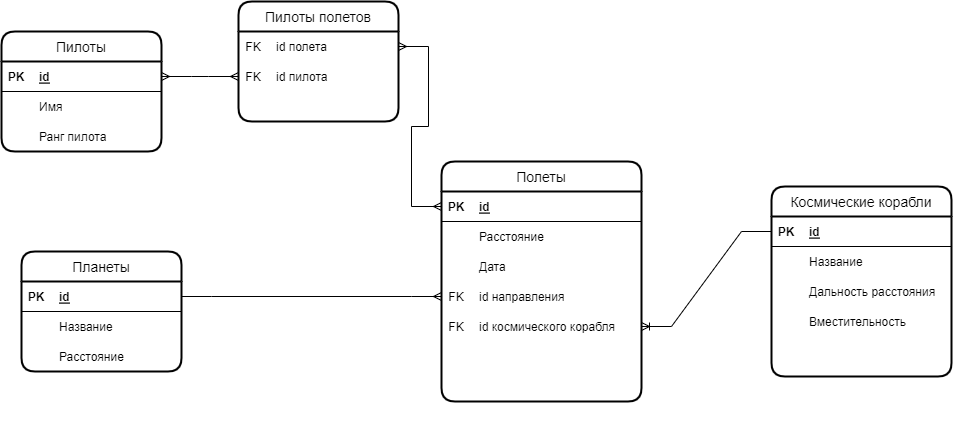 Пилоты полетов
FK id полета
FK id пилота
Пилоты
PK id
Имя
Ранг пилота
Полеты
PK id
Расстояние
Дата
FK id направления
FK id космического корабля
Космические корабли
PK id
Название
Дальность расстояния
Вместительность
Планеты
PK id
Название
Расстояние